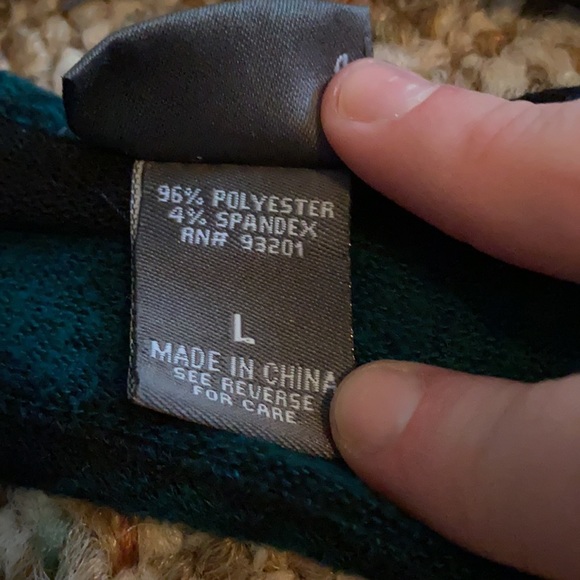 96% POLYESTER
4% SPANDEX
RN# 93201
L
MADE IN CHINA
SEE REVERSE
FOR CARE